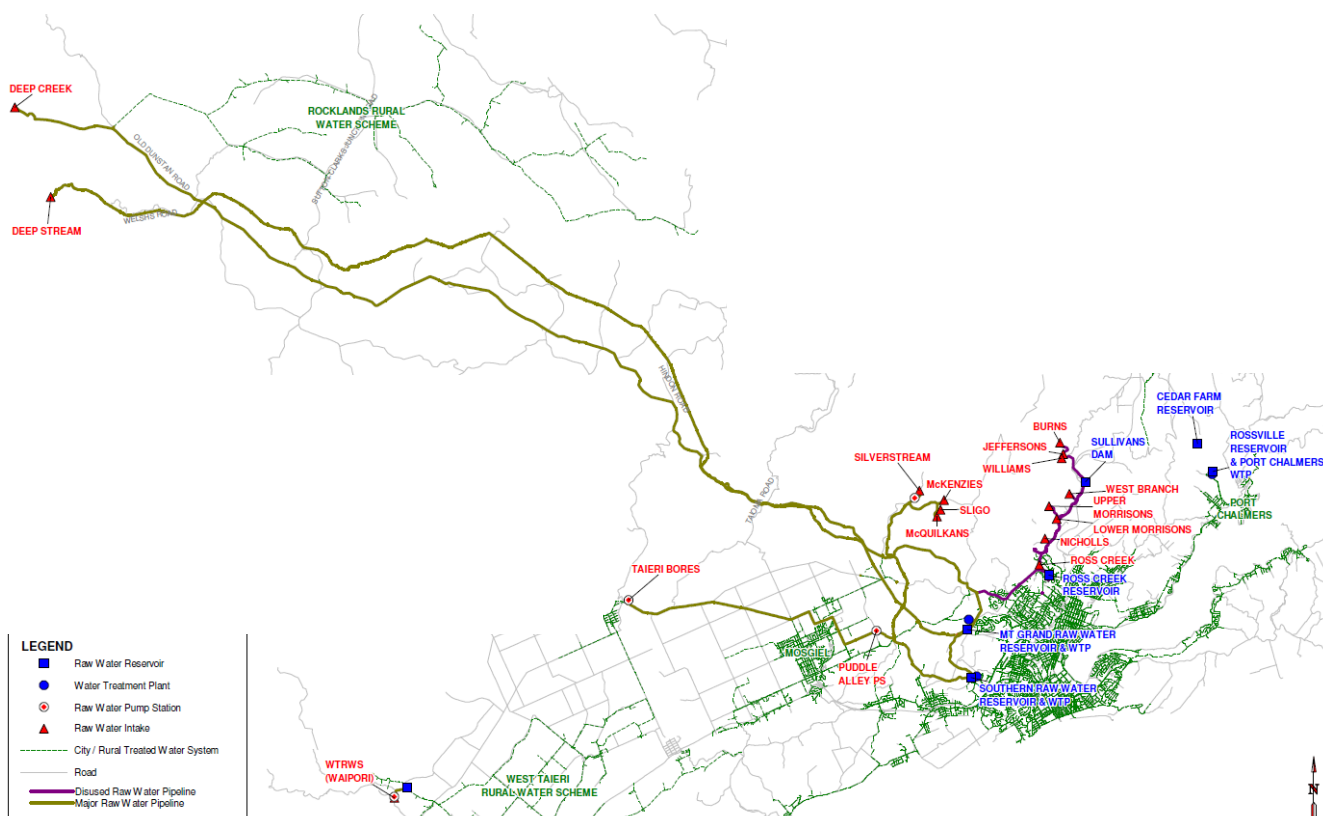 DEEP CREEK
ROCKLANDS RURAL
WATER SCHEME
OLD DUNSTAN ROAD
WELSHS ROAD
DEEP STREAM
HINDON ROAD
CEDAR FARM
RESERVOIR
BURNS
JEFFERSONS
WILLIAMS
SULLIVANS
DAM
ROSSVILLE
RESERVOIR
& PORT CHALMERS
WTP
SILVERSTREAM
McKENZIES
SLIGO
McQUILKANS
WEST BRANCH
UPPER
MORRISONS
LOWER MORRISONS
NICHOLLS
PORT
CHALMERS
ROSS CREEK
ROSS CREEK
RESERVOIR
TAIERI BORES
MOSGIEL
PUDDLE
ALLEY PS
MT GRAND RAW WATER
RESERVOIR & WTP
SOUTHERN RAW WATER
RESERVOIR & WTP
WTRWS
(WAIPORI)
WEST TAIERI
RURAL WATER SCHEME
LEGEND
Raw Water Reservoir
Water Treatment Plant
Raw Water Pump Station
Raw Water Intake
City / Rural Treated Water System
Road
Disused Raw Water Pipeline
Major Raw Water Pipeline
N